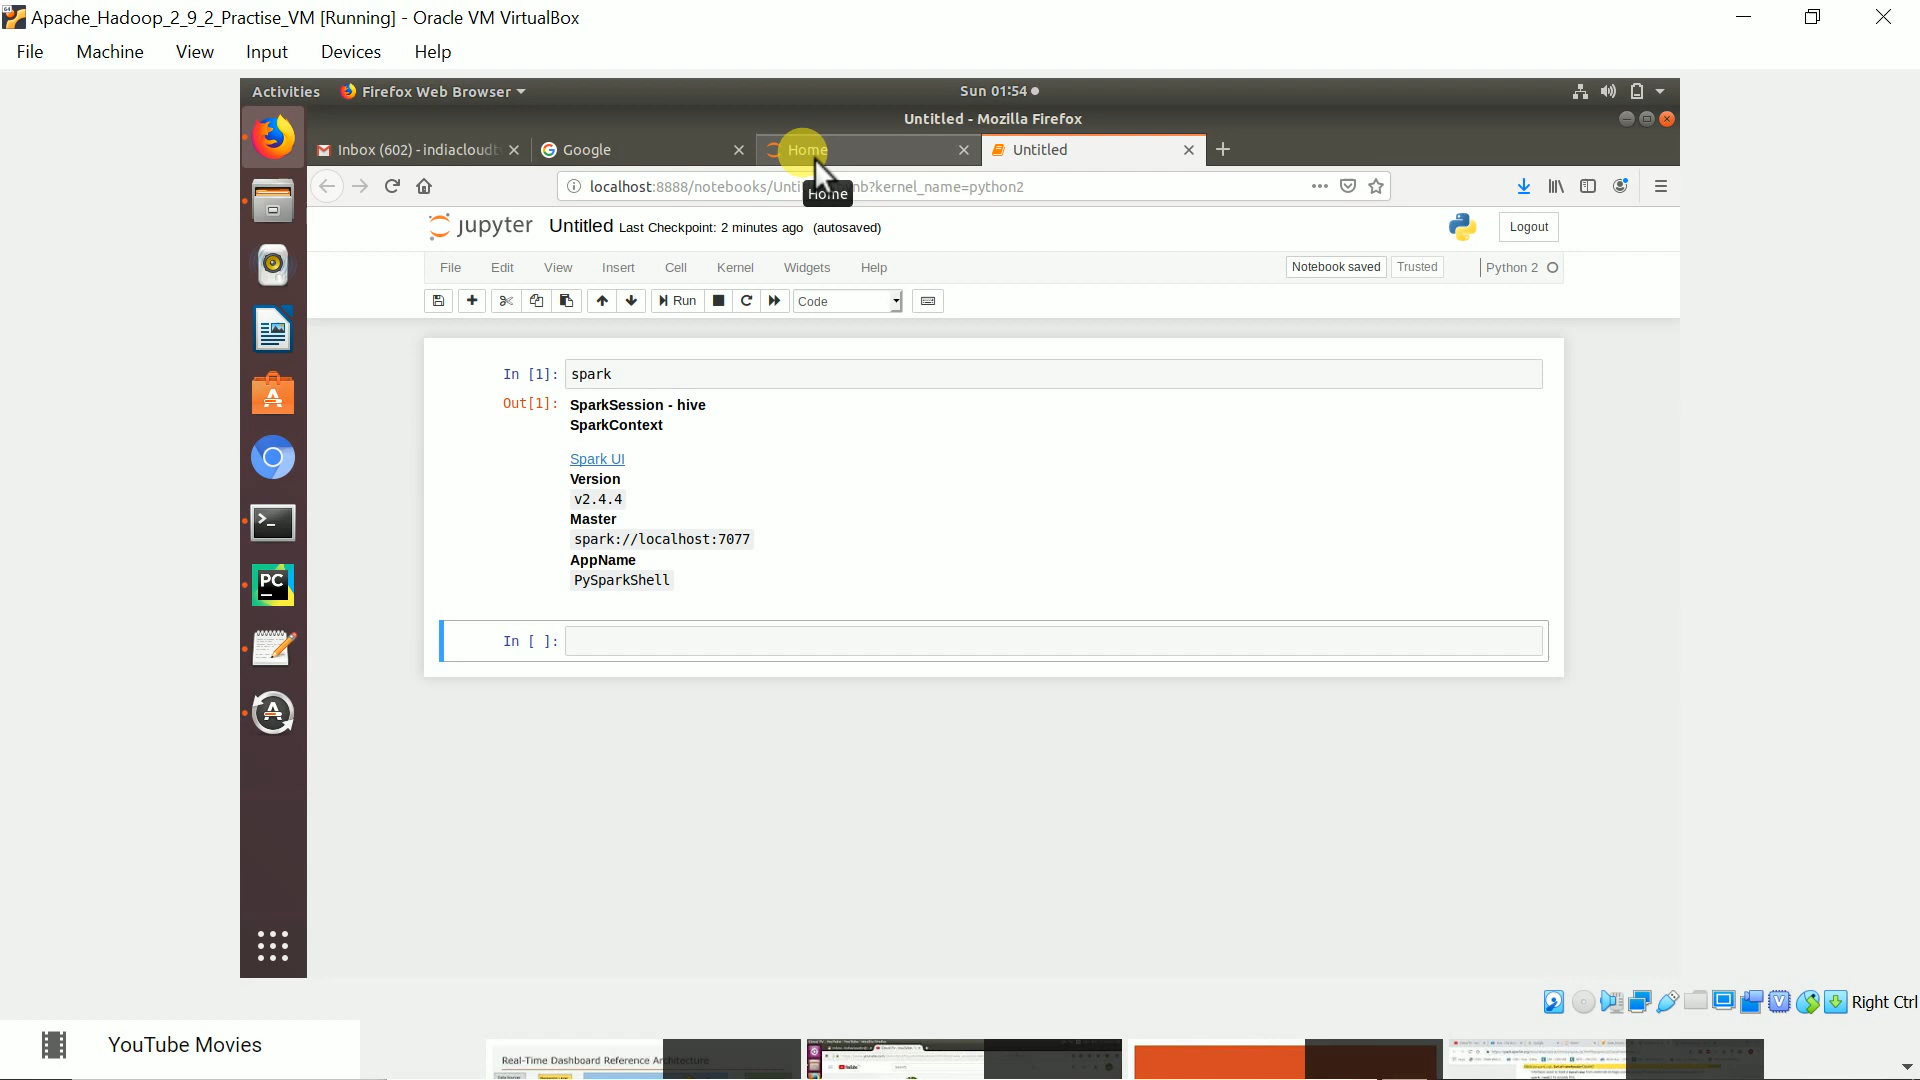 Apache_Hadoop_2_9_2_Practise_VM [Running] - Oracle VM VirtualBox
File Machine View Input Devices Help
Activities Firefox Web Browser Sun 01:54
Untitled - Mozilla Firefox
Inbox (602) - indiacloudt Google Home Untitled
localhost:8888/notebooks/Unti nb?kernel_name=python2
Home
jupyter Untitled Last Checkpoint: 2 minutes ago (autosaved) Logout
File Edit View Insert Cell Kernel Widgets Help Notebook saved Trusted Python 2
Run Code
In [1]: spark
Out[1]: SparkSession - hive
SparkContext
Spark UI
Version
v2.4.4
Master
spark://localhost:7077
AppName
PySparkShell
In [ ]:
PC
Right Ctrl
YouTube Movies
Real-Time Dashboard Reference Architecture